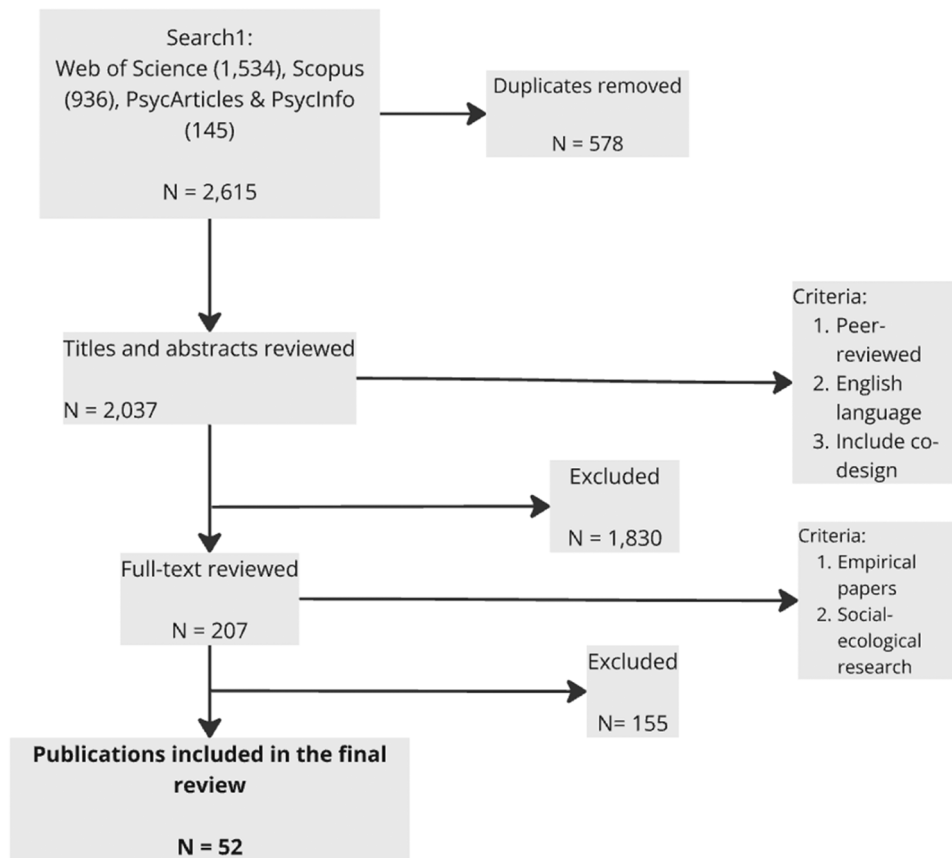 Search1:
Web of Science (1,534), Scopus
(936), PsycArticles & PsycInfo
(145)
N = 2,615
Duplicates removed
N = 578
Titles and abstracts reviewed
N = 2,037
Criteria:
1. Peer-
reviewed
2. English
language
3. Include co-
design
Excluded
N = 1,830
Full-text reviewed
N = 207
Criteria:
1. Empirical
papers
2. Social-
ecological
research
Excluded
N= 155
Publications included in the final
review
N = 52